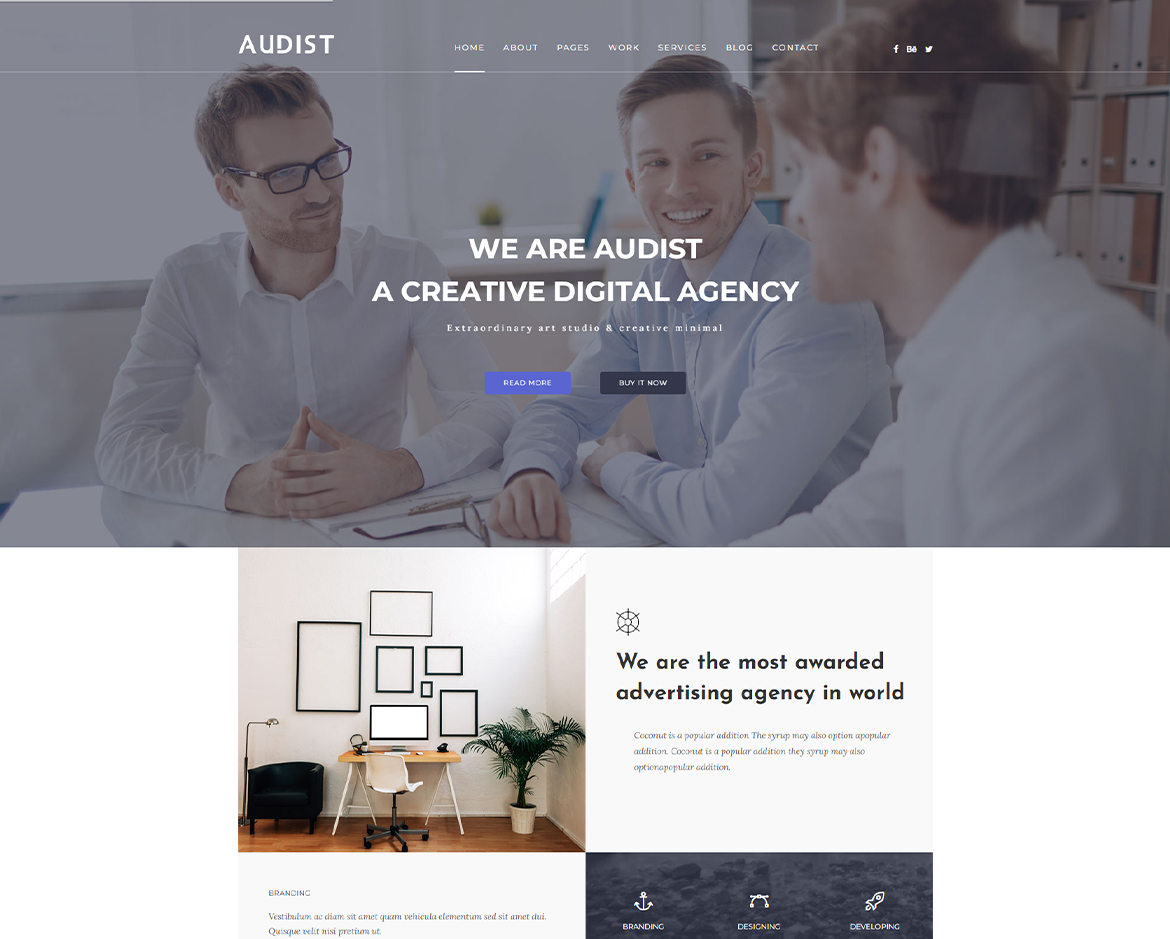 AUDIST
HOME ABOUT PAGES WORK SERVICES BLOG CONTACT
f Bē
WE ARE AUDIST
A CREATIVE DIGITAL AGENCY
Extraordinary art studio & creative minimal
READ MORE BUY IT NOW
We are the most awarded
advertising agency in world
Coconut is a popular addition The syrup may also option apopular
addition. Coconut is a popular addition they syrup may also
optionapopular addition.
BRANDING
Vestibulum ac diam sit amet quam vehicula elementum sed sit amet dui.
Quisque velit nisi pretium ut.
BRANDING DESIGNING DEVELOPING